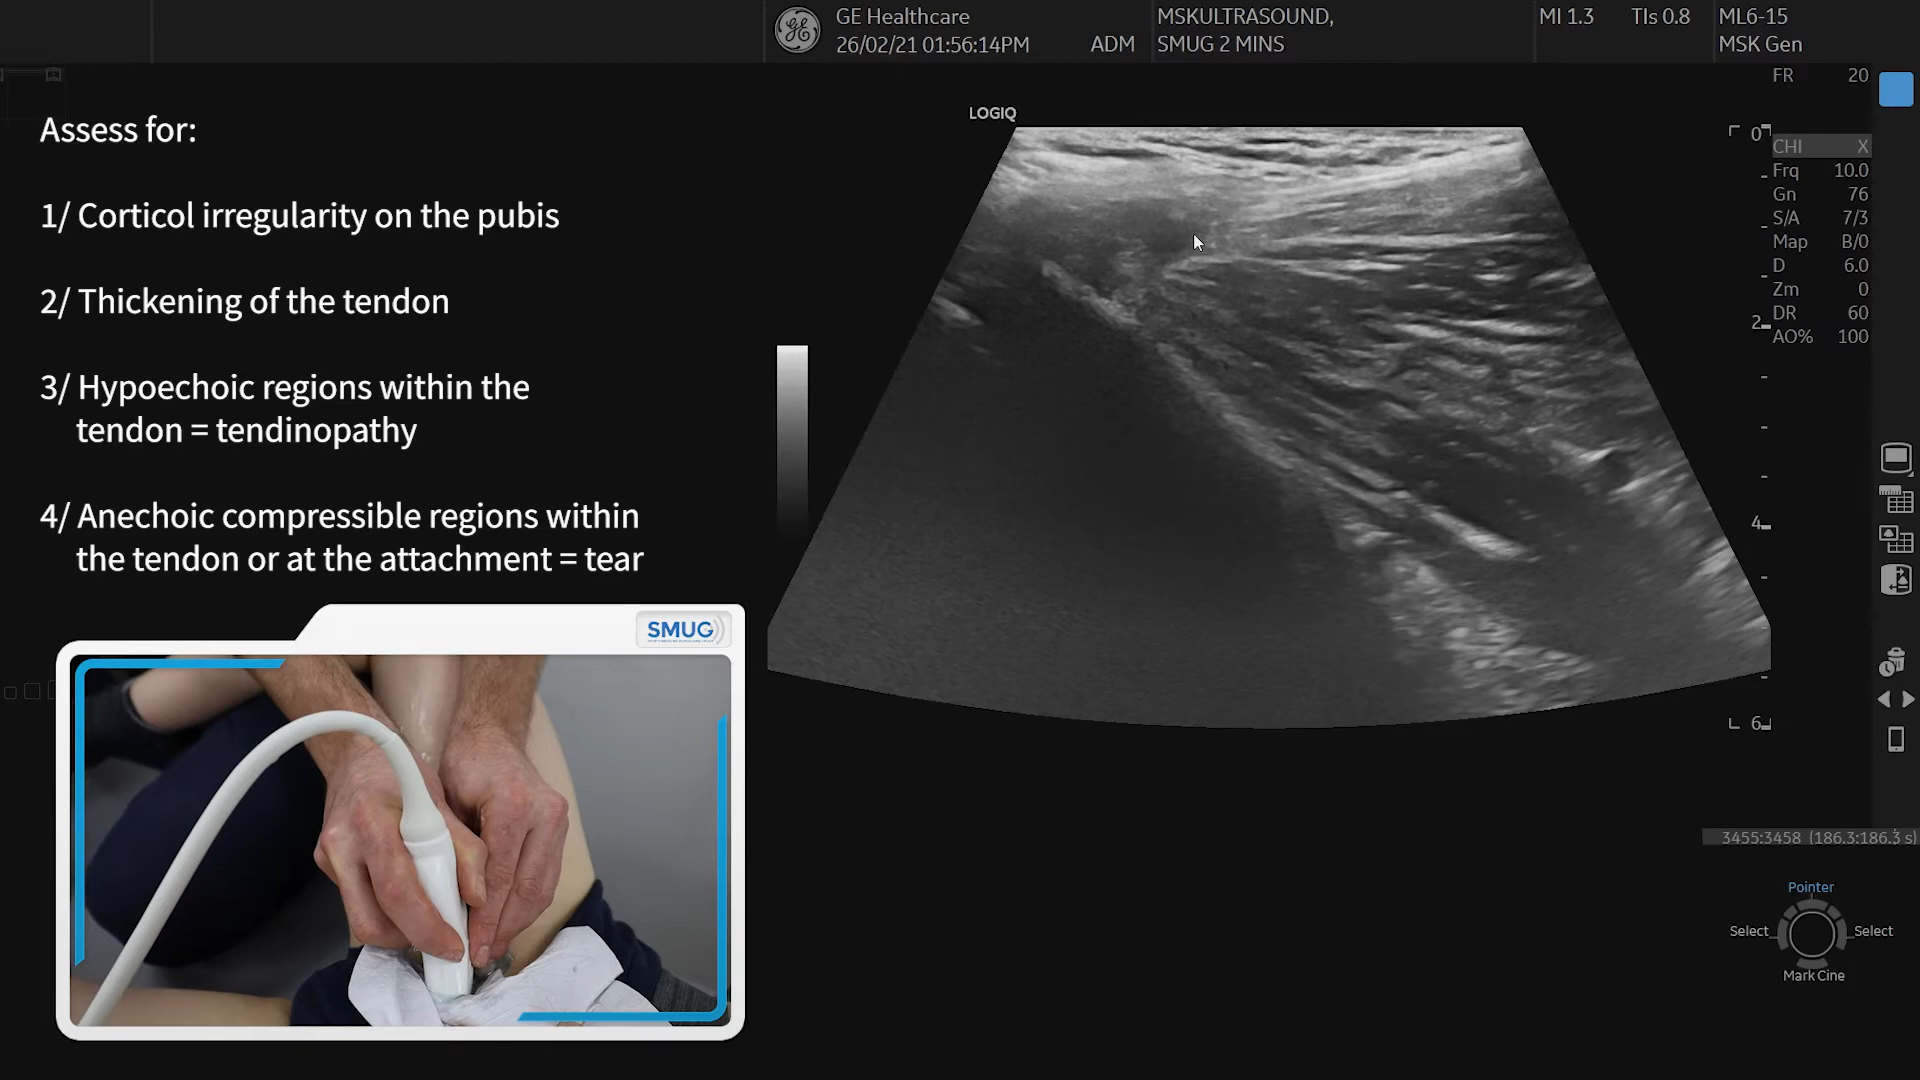 GE Healthcare
26/02/21 01:56:14PM ADM
MSKULTRASOUND,
SMUG 2 MINS
MI 1.3 TIs 0.8
ML6-15
MSK Gen
Assess for:
1/ Corticol irregularity on the pubis
2/ Thickening of the tendon
3/ Hypoechoic regions within the
tendon = tendinopathy
4/ Anechoic compressible regions within
the tendon or at the attachment = tear
SMUG
LOGIQ
0
2
4
6
FR 20
CHI X
Frq 10.0
Gn 76
S/A 7/3
Map B/0
D 6.0
Zm 0
DR 60
AO% 100
3455:3458 (186.3:186.3 s)
Pointer
Select Select
Mark Cine